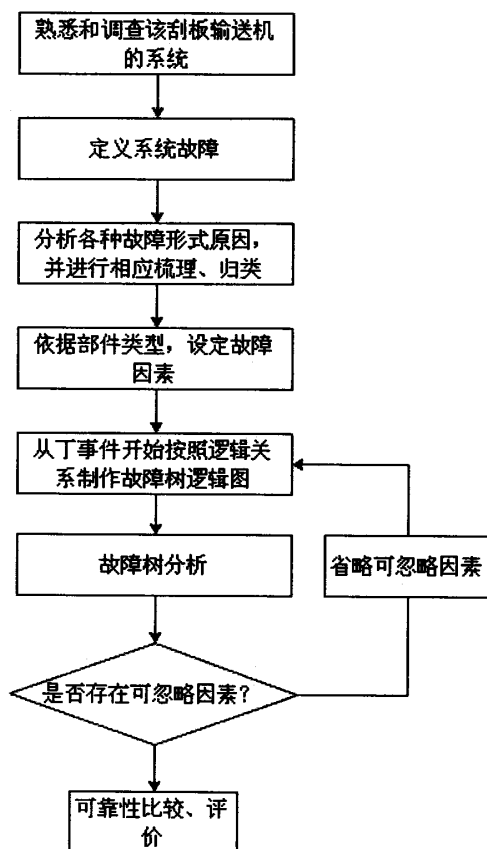 熟悉和调查该刮板输送机
的系统
定义系统故障
分析各种故障形式原因，
并进行相应梳理、归类
依据部件类型，设定故障
因素
从丁事件开始按照逻辑关
系制作故障树逻辑图
故障树分析
省略可忽略因素
是否存在可忽略因素？
可靠性比较、评
价